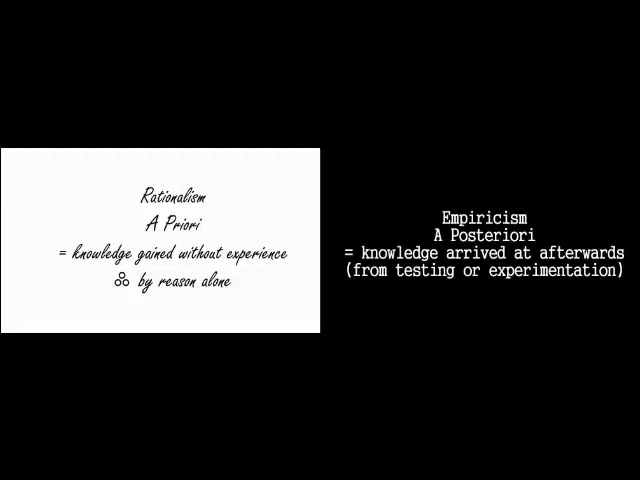 Rationalism
A Priori
= knowledge gained without experience
by reason alone
Empiricism
A Posteriori
= knowledge arrived at afterwards
(from testing or experimentation)